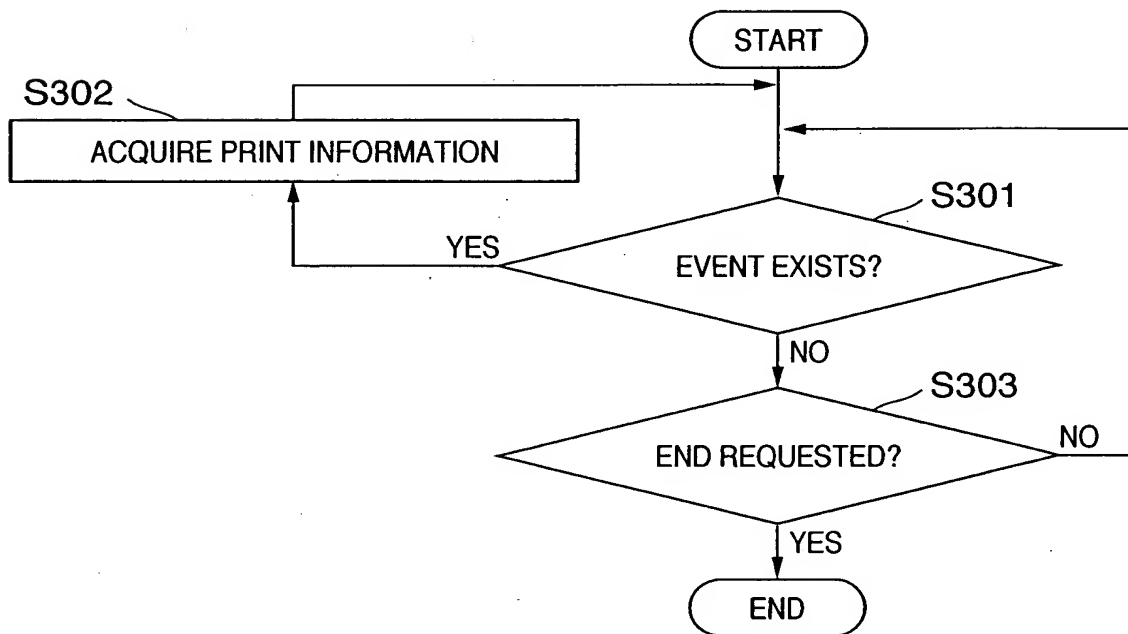 START
S302
ACQUIRE PRINT INFORMATION
S301
YES
EVENT EXISTS?
NO
S303
END REQUESTED?
NO
YES
END